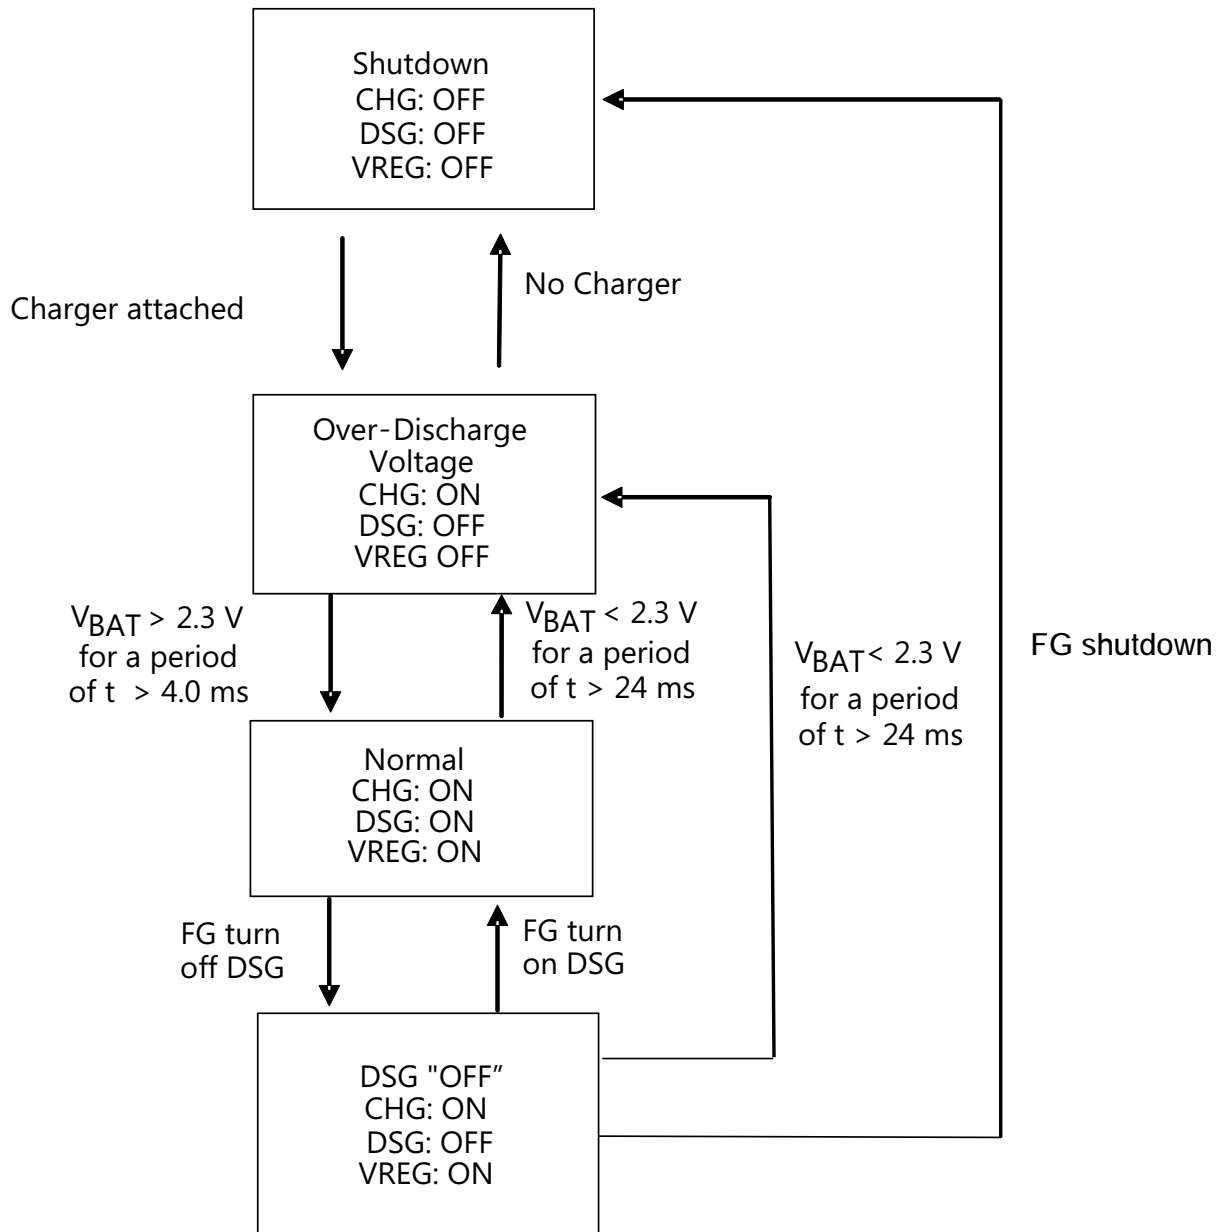 Shutdown
CHG: OFF
DSG: OFF
VREG: OFF
Charger attached
No Charger
Over-Discharge
Voltage
CHG: ON
DSG: OFF
VREG OFF
VBAT > 2.3 V
for a period
of t > 4.0 ms
VBAT < 2.3 V
for a period
of t > 24 ms
VBAT < 2.3 V
for a period
of t > 24 ms
FG shutdown
Normal
CHG: ON
DSG: ON
VREG: ON
FG turn
off DSG
FG turn
on DSG
DSG "OFF”
CHG: ON
DSG: OFF
VREG: ON